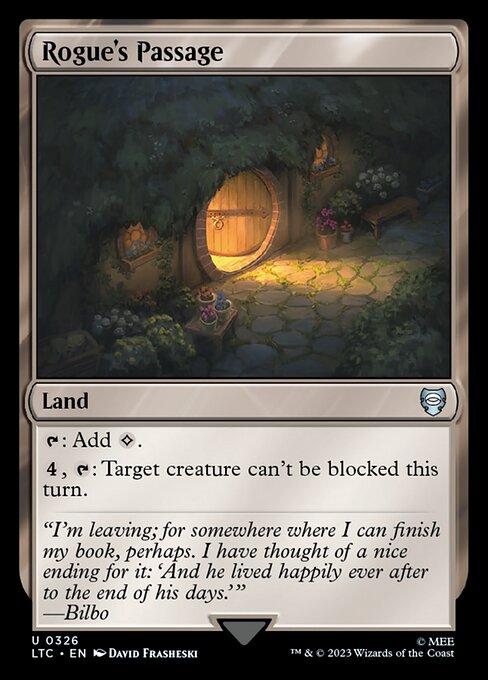 Rogue's Passage
Land
: Add .
4, : Target creature can't be blocked this
turn.
"I'm leaving; for somewhere where I can finish
my book, perhaps. I have thought of a nice
ending for it: 'And he lived happily ever after
to the end of his days.'"
—Bilbo
U 0326
LTC • EN David Frasheski
© MEE
™ & © 2023 Wizards of the Coast